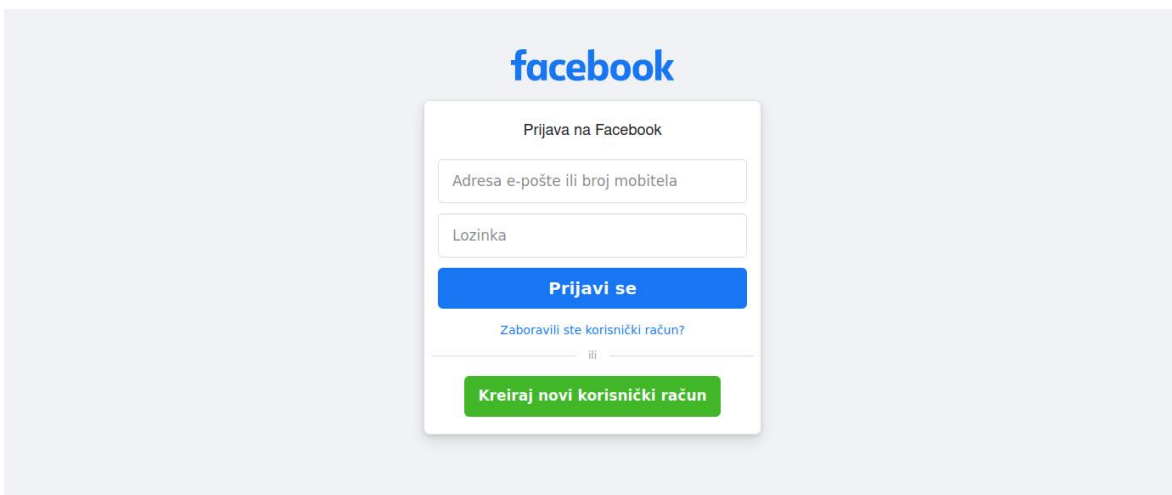 facebook
Prijava na Facebook
Adresa e-pošte ili broj mobitela
Lozinka
Prijavi se
Zaboravili ste korisnički račun?
ili
Kreiraj novi korisnički račun